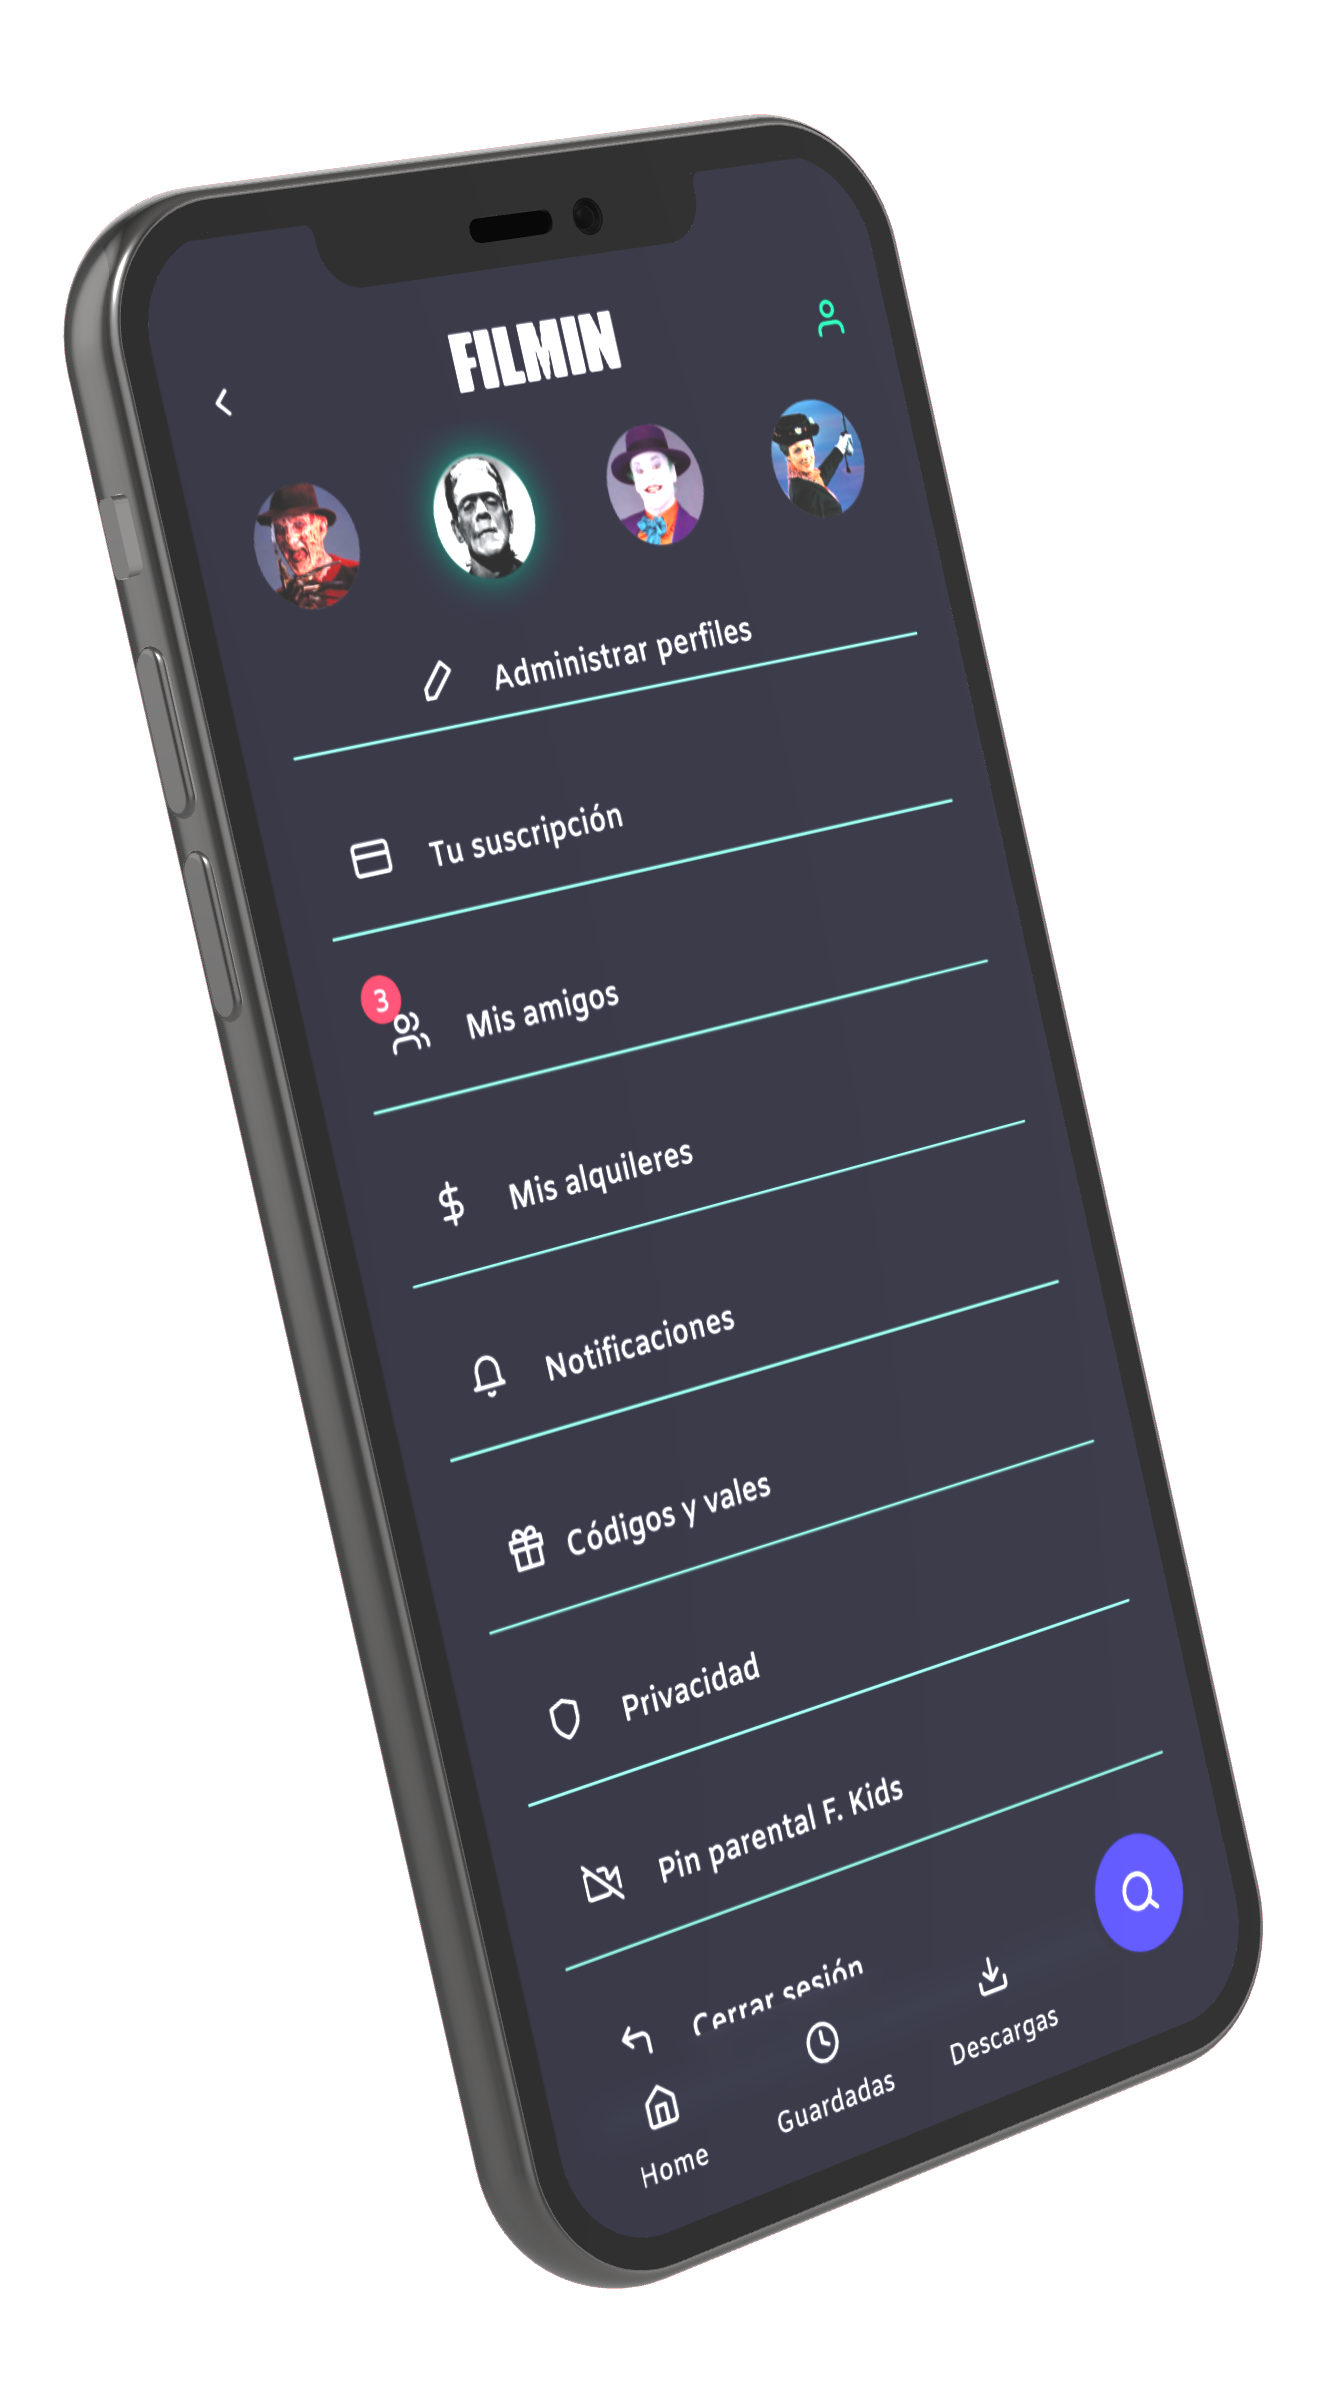 FILMIN
Administrar perfiles
Tu suscripción
3
Mis amigos
$
Mis alquileres
Notificaciones
Códigos y vales
Privacidad
Pin parental F. Kids
Cerrar sesión
Home
Guardadas
Descargas